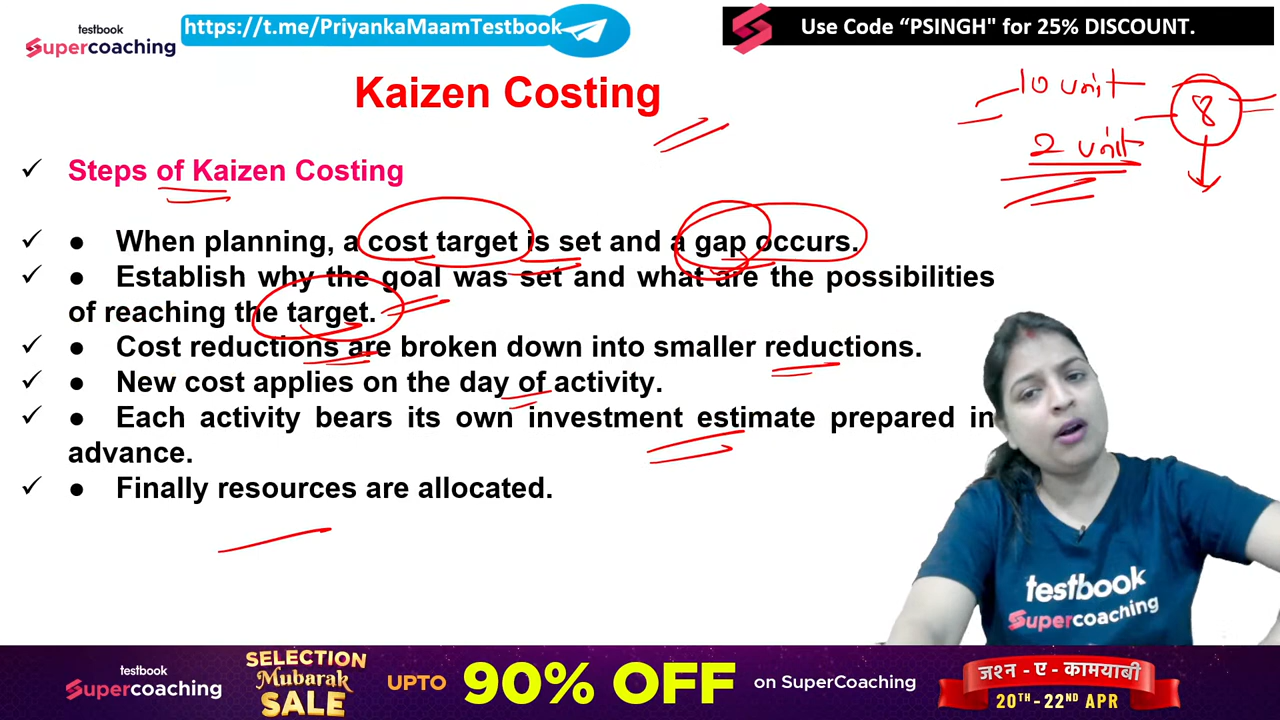 testbook
Supercoaching
https://t.me/PriyankaMaamTestbook
Use Code “PSINGH" for 25% DISCOUNT.
Kaizen Costing
10 unit
8
2 unit
✓ Steps of Kaizen Costing
✓ ● When planning, a cost target is set and a gap occurs.
✓ ● Establish why the goal was set and what are the possibilities
of reaching the target.
✓ ● Cost reductions are broken down into smaller reductions.
✓ ● New cost applies on the day of activity.
✓ ● Each activity bears its own investment estimate prepared in
advance.
✓ ● Finally resources are allocated.
testbook
Supercoaching
testbook
Supercoaching
SELECTION
Mubarak
SALE
UPTO 90% OFF on SuperCoaching
जश्न - ए - कामयाबी
20TH-22ND APR